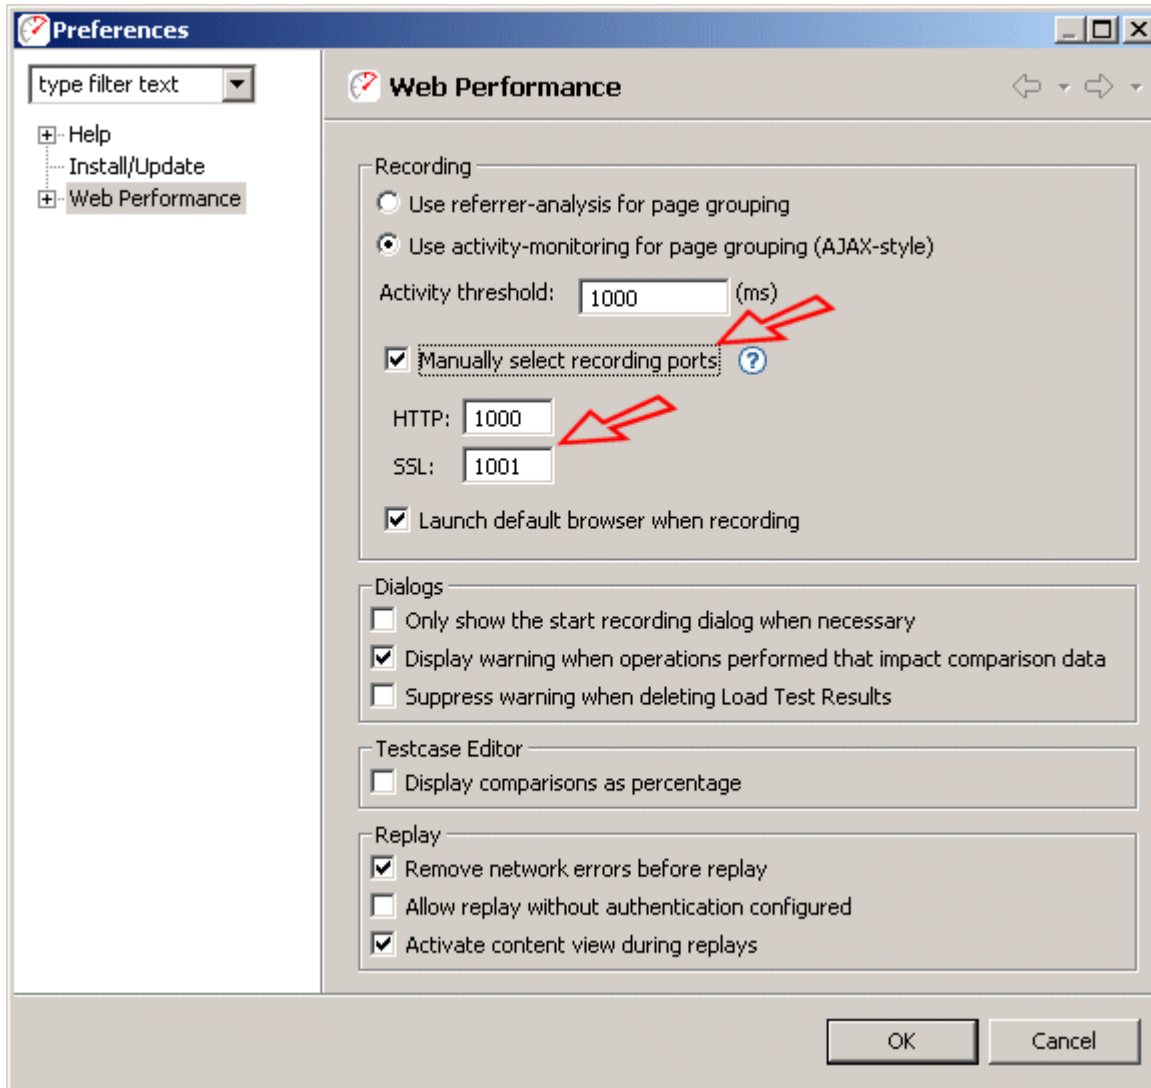 Preferences
type filter text
Help
Install/Update
Web Performance
Web Performance
Recording
Use referrer-analysis for page grouping
Use activity-monitoring for page grouping (AJAX-style)
Activity threshold: 1000 (ms)
Manually select recording ports ?
HTTP: 1000
SSL: 1001
Launch default browser when recording
Dialogs
Only show the start recording dialog when necessary
Display warning when operations performed that impact comparison data
Suppress warning when deleting Load Test Results
Testcase Editor
Display comparisons as percentage
Replay
Remove network errors before replay
Allow replay without authentication configured
Activate content view during replays
OK Cancel